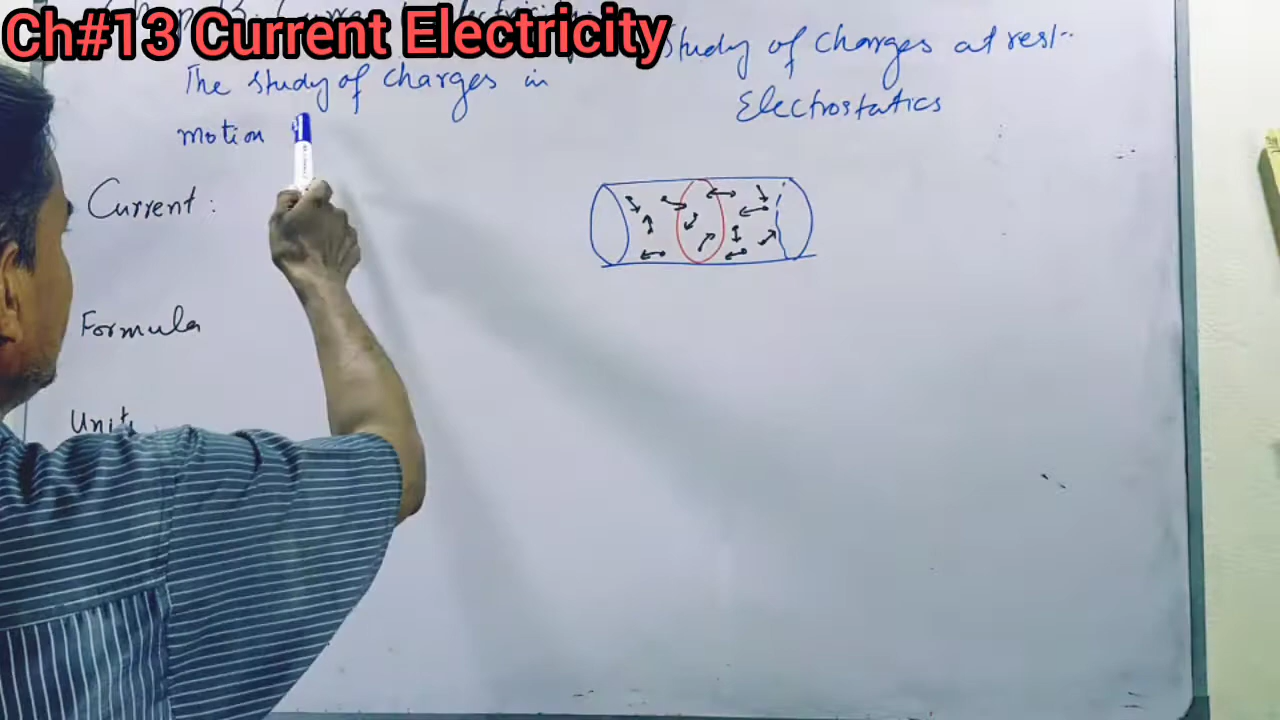 Ch#13 Current Electricity
Study of charges at rest..
The study of charges in
Electrostatics
motion
Current:
Formula
Unit